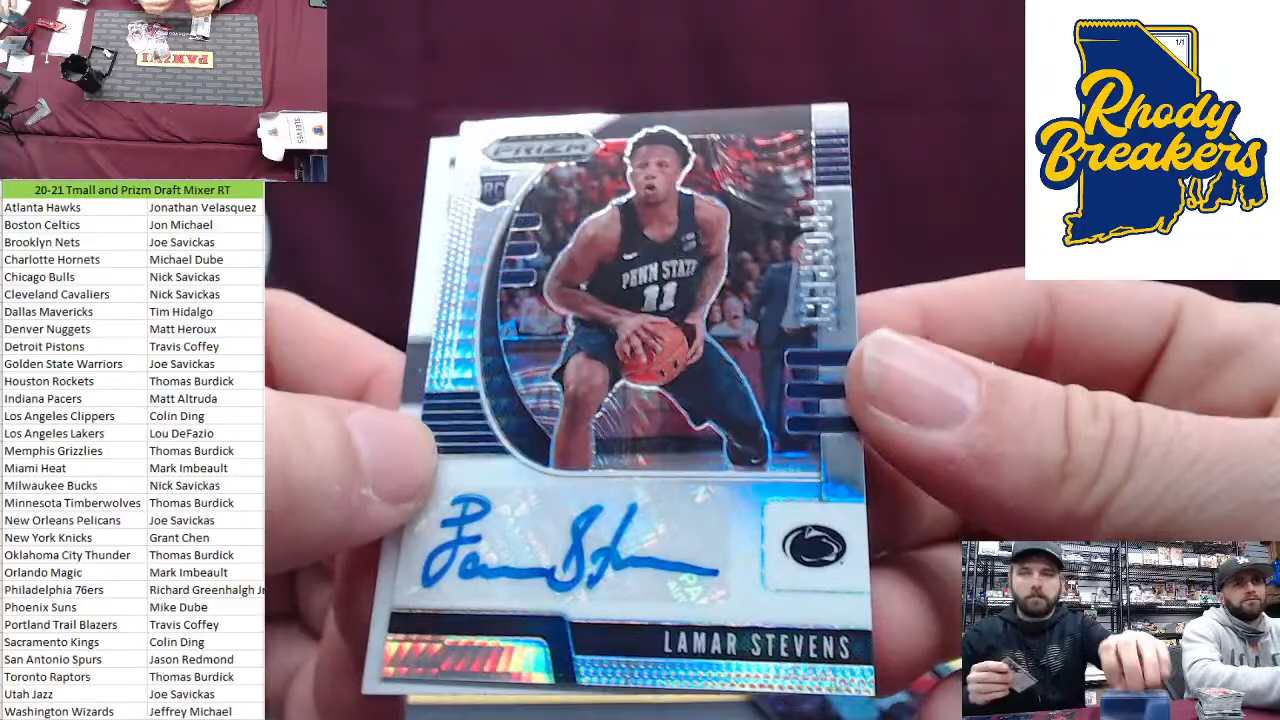 PANINI
SLEEVES
20-21 Tmall and Prizm Draft Mixer RT
Atlanta Hawks Jonathan Velasquez
Boston Celtics Jon Michael
Brooklyn Nets Joe Savickas
Charlotte Hornets Michael Dube
Chicago Bulls Nick Savickas
Cleveland Cavaliers Nick Savickas
Dallas Mavericks Tim Hidalgo
Denver Nuggets Matt Heroux
Detroit Pistons Travis Coffey
Golden State Warriors Joe Savickas
Houston Rockets Thomas Burdick
Indiana Pacers Matt Altruda
Los Angeles Clippers Colin Ding
Los Angeles Lakers Lou DeFazio
Memphis Grizzlies Thomas Burdick
Miami Heat Mark Imbeault
Milwaukee Bucks Nick Savickas
Minnesota Timberwolves Thomas Burdick
New Orleans Pelicans Joe Savickas
New York Knicks Grant Chen
Oklahoma City Thunder Thomas Burdick
Orlando Magic Mark Imbeault
Philadelphia 76ers Richard Greenhalgh Jr
Phoenix Suns Mike Dube
Portland Trail Blazers Travis Coffey
Sacramento Kings Colin Ding
San Antonio Spurs Jason Redmond
Toronto Raptors Thomas Burdick
Utah Jazz Joe Savickas
Washington Wizards Jeffrey Michael
PRIZM
RC
PROSPECT
PENN STATE
11
LAMAR STEVENS
1/1
Rhody
Breakers